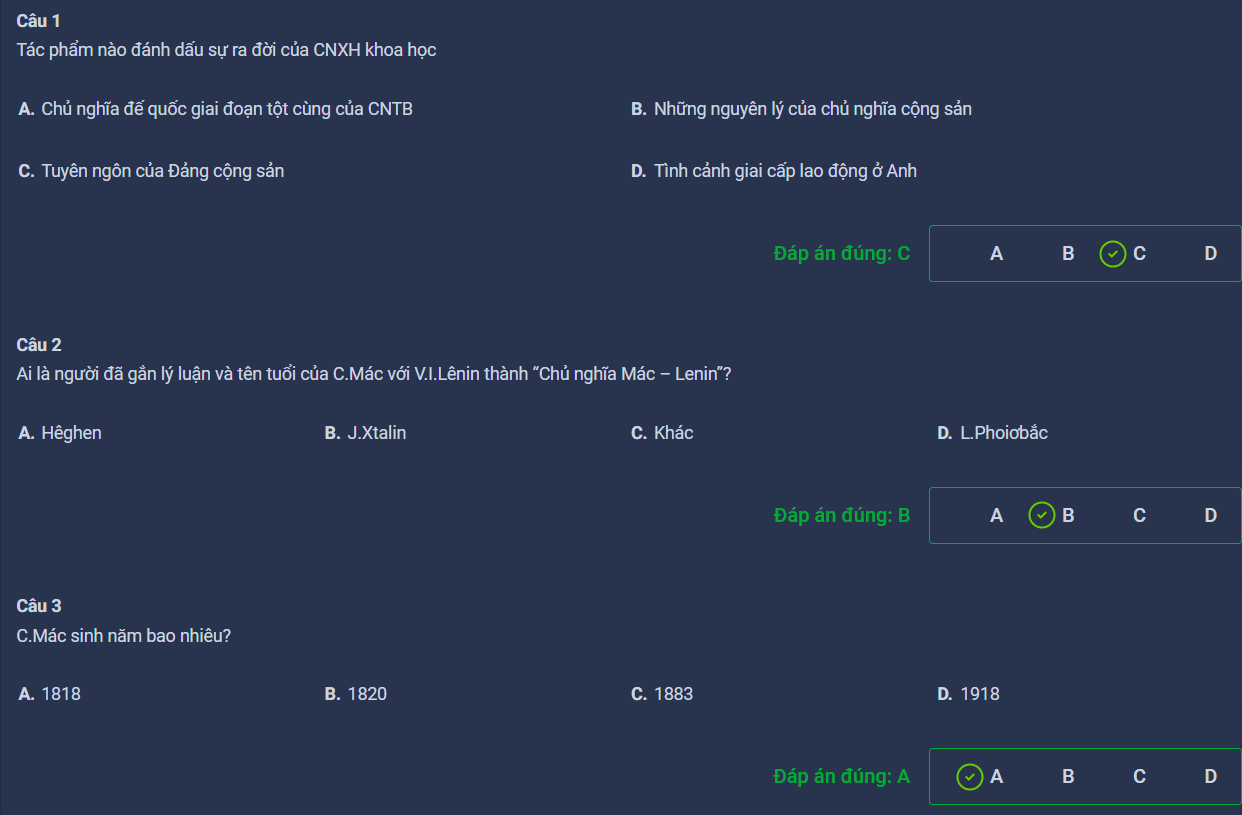 Câu 1
Tác phẩm nào đánh dấu sự ra đời của CNXH khoa học
A. Chủ nghĩa đế quốc giai đoạn tột cùng của CNTB
B. Những nguyên lý của chủ nghĩa cộng sản
C. Tuyên ngôn của Đảng cộng sản
D. Tình cảnh giai cấp lao động ở Anh
Đáp án đúng: C A B C D
Câu 2
Ai là người đã gắn lý luận và tên tuổi của C.Mác với V.I.Lênin thành “Chủ nghĩa Mác – Lenin”?
A. Hêghen B. J.Xtalin C. Khác D. L.Phoiơbắc
Đáp án đúng: B A B C D
Câu 3
C.Mác sinh năm bao nhiêu?
A. 1818 B. 1820 C. 1883 D. 1918
Đáp án đúng: A A B C D